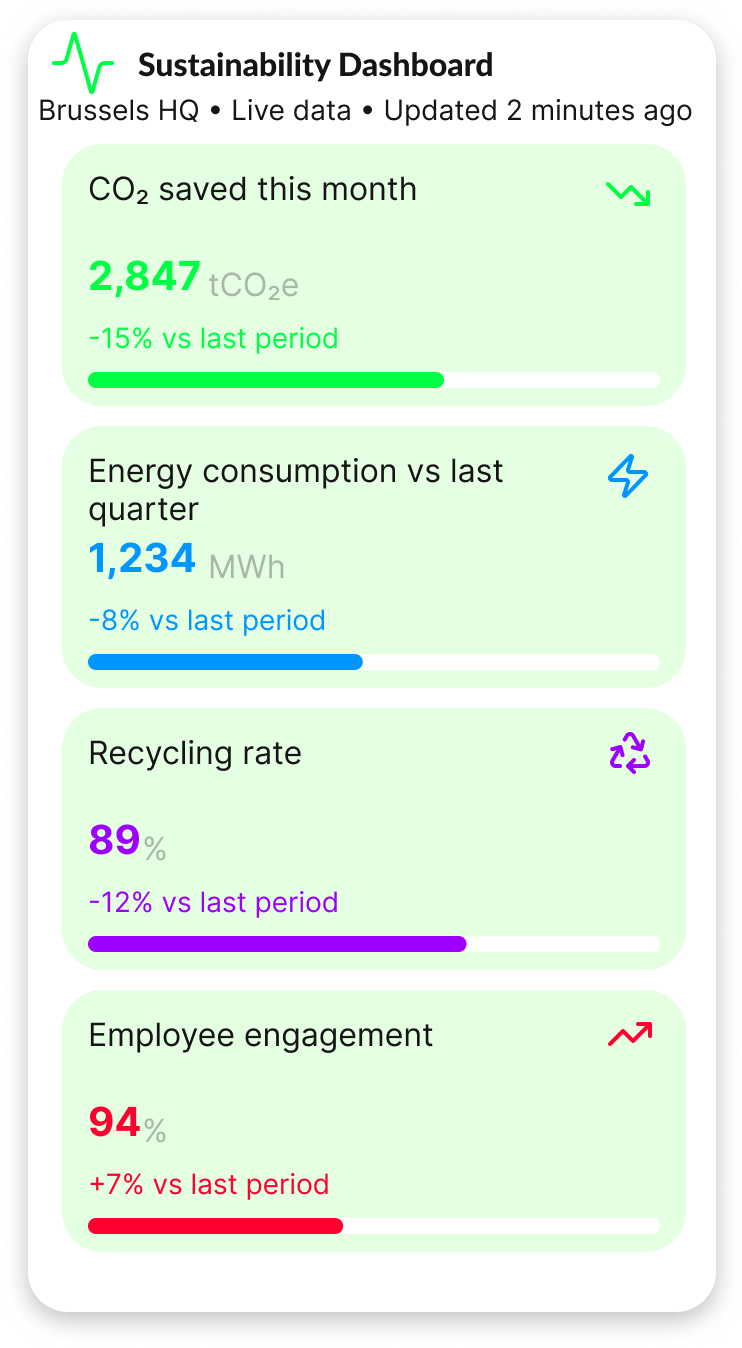 Sustainability Dashboard
Brussels HQ • Live data • Updated 2 minutes ago
CO₂ saved this month
2,847 tCO₂e
-15% vs last period
Energy consumption vs last
quarter
1,234 MWh
-8% vs last period
Recycling rate
89%
-12% vs last period
Employee engagement
94%
+7% vs last period